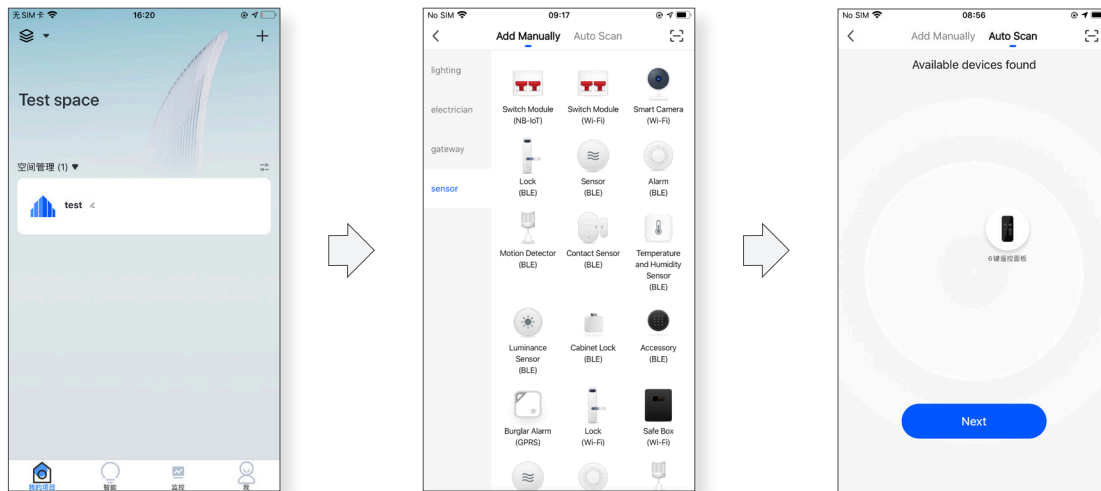 无SIM卡 16:20
Test space
空间管理 (1) ▼
test
我的项目 智能 监控 我
No SIM 09:17
Add Manually Auto Scan
lighting
electrician
gateway
sensor
Switch Module
(NB-IoT)
Switch Module
(Wi-Fi)
Smart Camera
(Wi-Fi)
Lock
(BLE)
Sensor
(BLE)
Alarm
(BLE)
Motion Detector
(BLE)
Contact Sensor
(BLE)
Temperature
and Humidity
Sensor
(BLE)
Luminance
Sensor
(BLE)
Cabinet Lock
(BLE)
Accessory
(BLE)
Burglar Alarm
(GPRS)
Lock
(Wi-Fi)
Safe Box
(Wi-Fi)
No SIM 08:56
Add Manually Auto Scan
Available devices found
6键遥控面板
Next